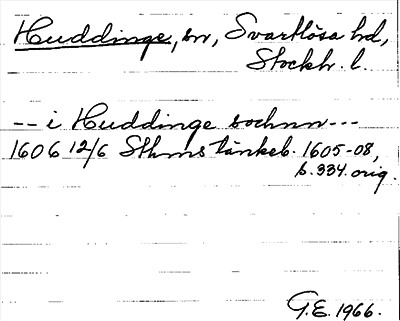 Huddinge, sn, Svartlösa hd,
Stockh. l.
-- i Huddinge sochnn ---
1606 12/6 Sthms tänkeb. 1605-08,
b. 334. orig.
G.E. 1966.